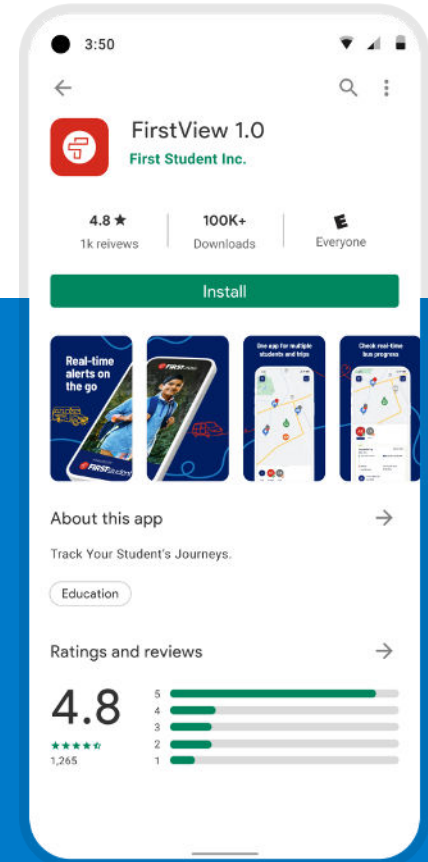 3:50
FirstView 1.0
First Student Inc.
4.8 ★
1k reivews
100K+
Downloads
E
Everyone
Install
Real-time
alerts on
the go
FIRST Student
FIRST
One app for multiple
students and trips
Check real-time
bus progress
About this app
Track Your Student's Journeys.
Education
Ratings and reviews
4.8
1,265
5
4
3
2
1